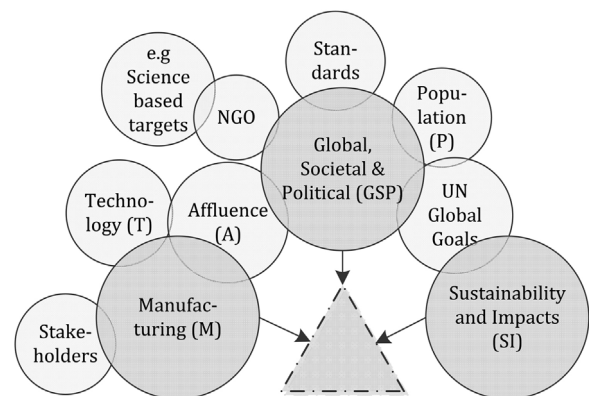 e.g
Science
based
targets
NGO
Stan-
dards
Popu-
lation
(P)
Global,
Societal &
Political (GSP)
Techno-
logy (T)
Affluence
(A)
UN
Global
Goals
Manufac-
turing (M)
Sustainability
and Impacts
(SI)
Stake-
holders